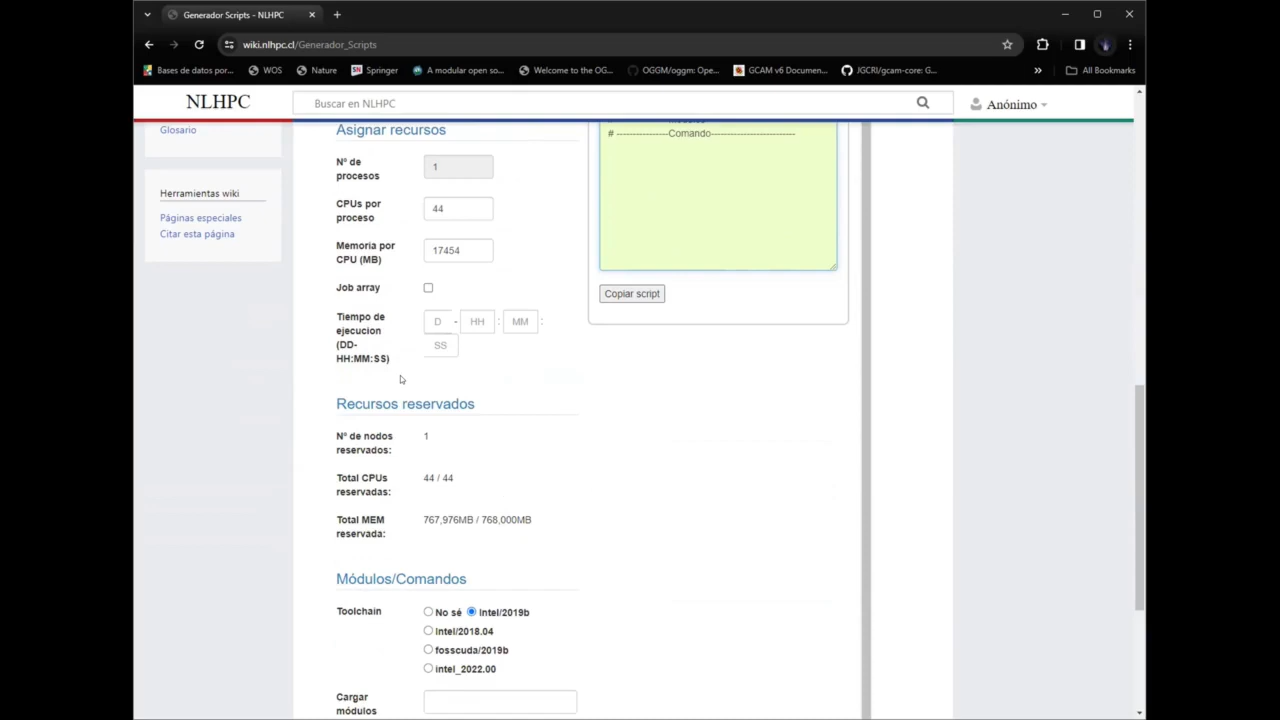 Generador Scripts - NLHPC
wiki.nlhpc.cl/Generador_Scripts
Bases de datos por... WOS Nature Springer A modular open so... Welcome to the OG... OGGM/oggm: Ope... GCAM v6 Documen... JGCRI/gcam-core: G... » All Bookmarks
NLHPC
Buscar en NLHPC
Anónimo
Glosario
Herramientas wiki
Páginas especiales
Citar esta página
Asignar recursos
Nº de
procesos
1
CPUs por
proceso
44
Memoria por
CPU (MB)
17454
Job array
Tiempo de
ejecucion
(DD-
HH:MM:SS)
D - HH : MM :
SS
# -----------------Comando--------------------------
Copiar script
Recursos reservados
Nº de nodos
reservados:
1
Total CPUs
reservadas:
44 / 44
Total MEM
reservada:
767,976MB / 768,000MB
Módulos/Comandos
Toolchain
No sé Intel/2019b
Intel/2018.04
fosscuda/2019b
intel_2022.00
Cargar
módulos